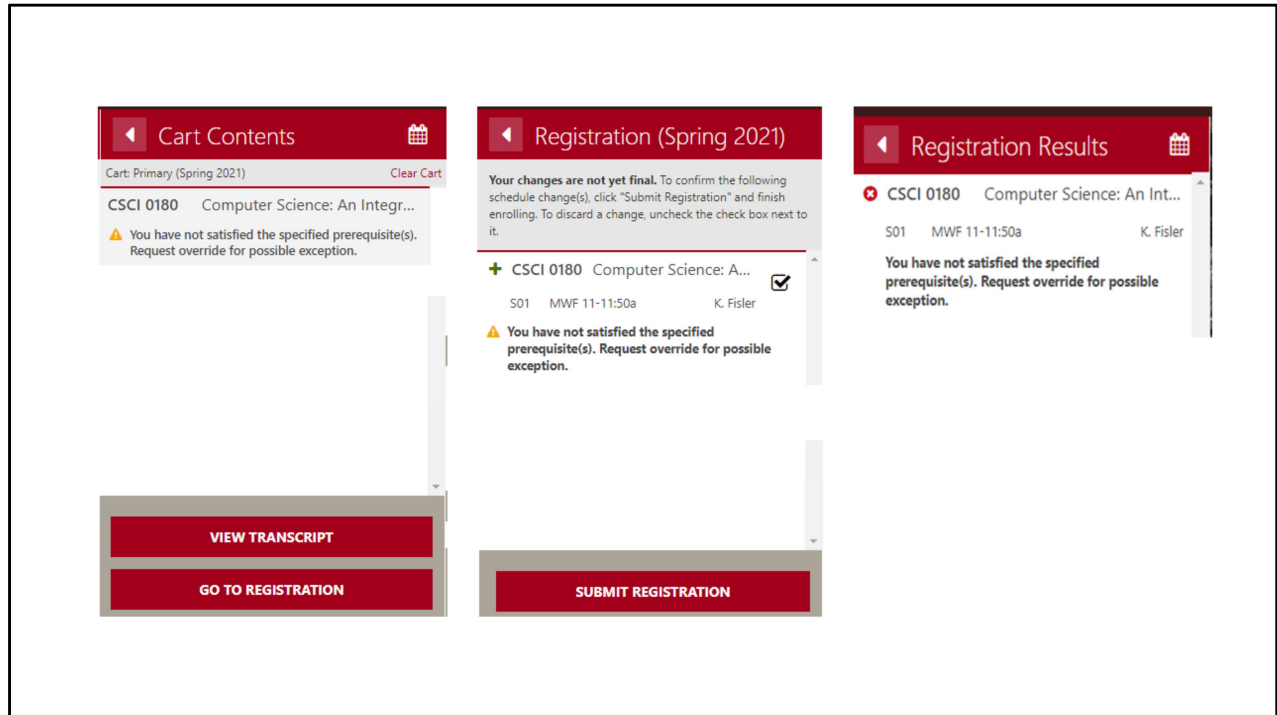 Cart Contents
Cart: Primary (Spring 2021) Clear Cart
CSCI 0180 Computer Science: An Integr...
You have not satisfied the specified prerequisite(s).
Request override for possible exception.
VIEW TRANSCRIPT
GO TO REGISTRATION
Registration (Spring 2021)
Your changes are not yet final. To confirm the following
schedule change(s), click "Submit Registration" and finish
enrolling. To discard a change, uncheck the check box next to
it.
CSCI 0180 Computer Science: A...
S01 MWF 11-11:50a K. Fisler
You have not satisfied the specified
prerequisite(s). Request override for possible
exception.
SUBMIT REGISTRATION
Registration Results
CSCI 0180 Computer Science: An Int...
S01 MWF 11-11:50a K. Fisler
You have not satisfied the specified
prerequisite(s). Request override for possible
exception.